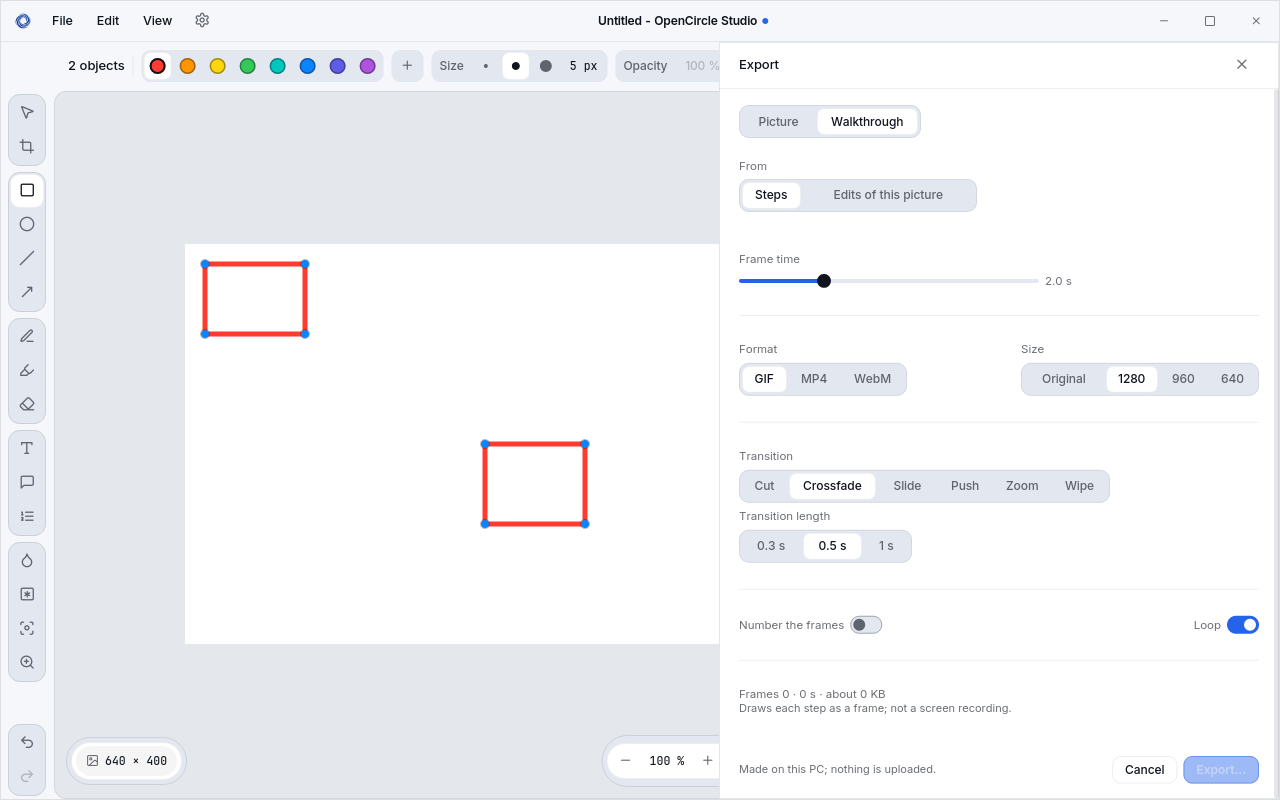 File Edit View
Untitled - OpenCircle Studio
2 objects
Size
5 px
Opacity
100 %
Export
Picture
Walkthrough
From
Steps
Edits of this picture
Frame time
2.0 s
Format
Size
GIF
MP4
WebM
Original
1280
960
640
Transition
Cut
Crossfade
Slide
Push
Zoom
Wipe
Transition length
0.3 s
0.5 s
1 s
Number the frames
Loop
Frames 0 · 0 s · about 0 KB
Draws each step as a frame; not a screen recording.
640 × 400
100 %
Made on this PC; nothing is uploaded.
Cancel
Export...